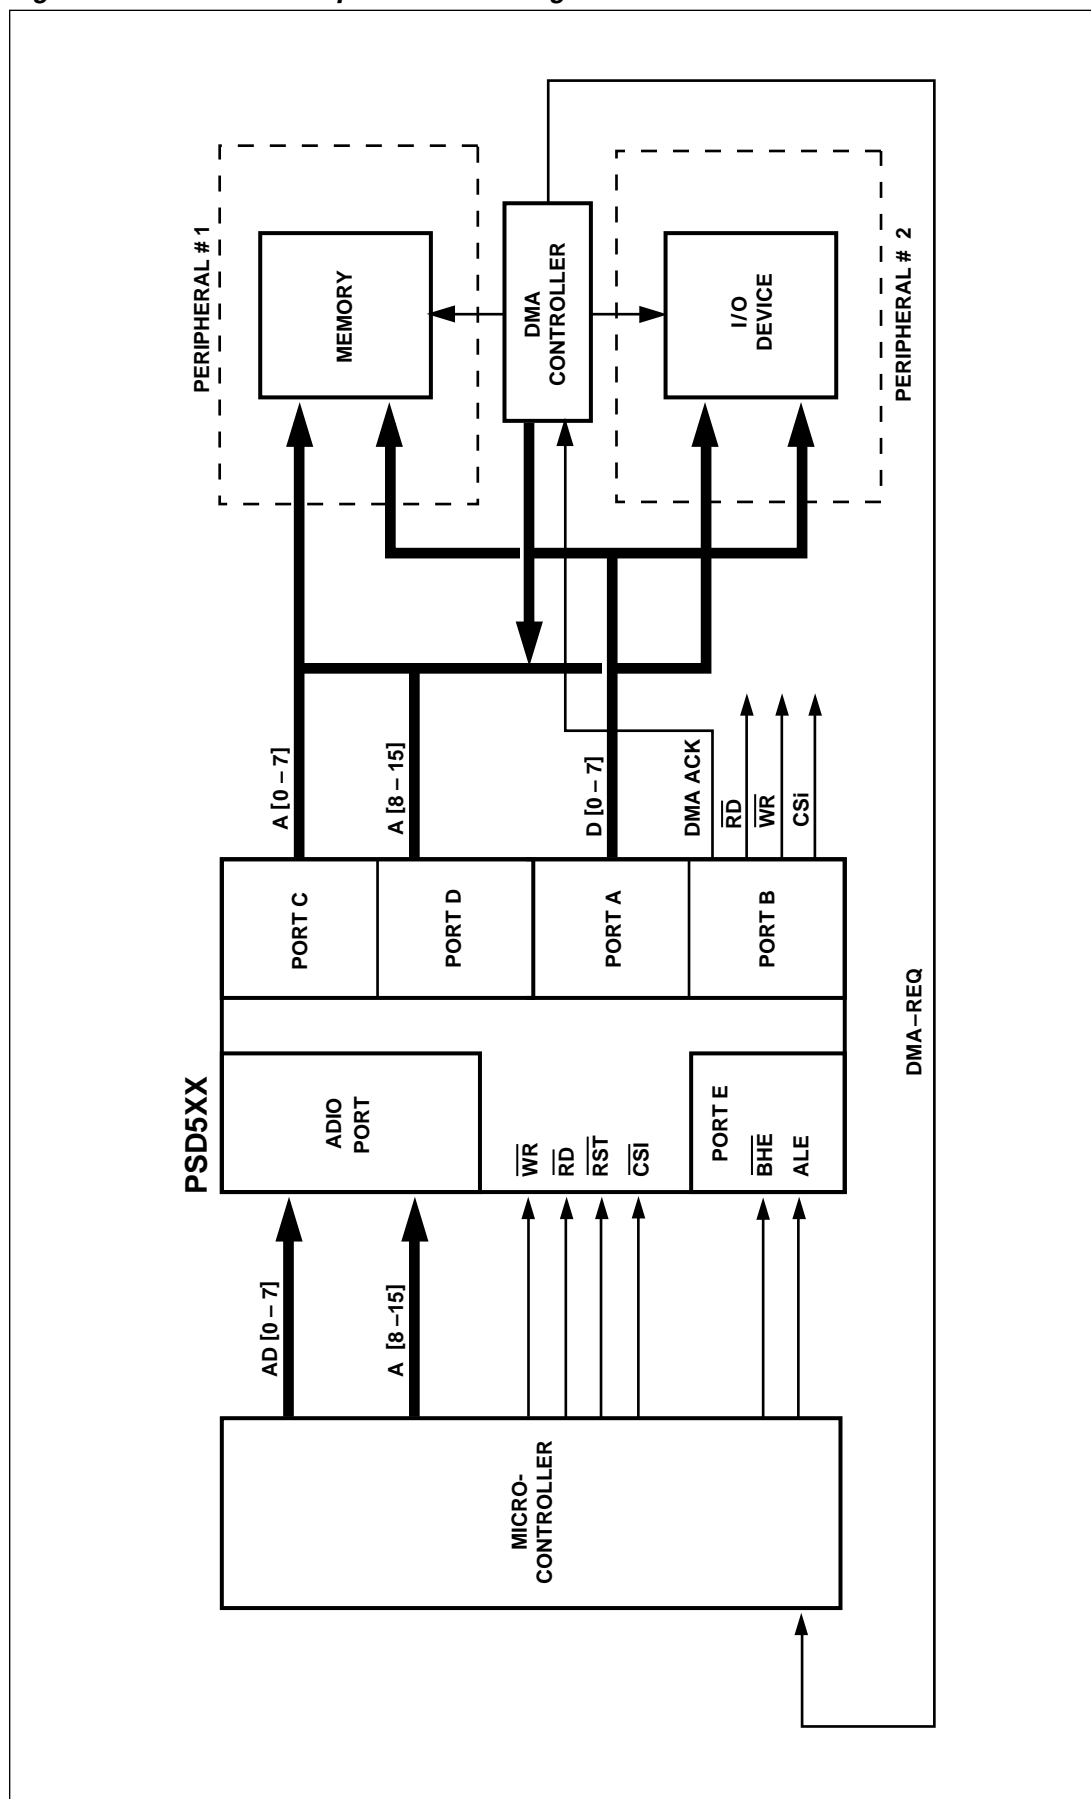 PERIPHERAL # 1
MEMORY
DMA
CONTROLLER
I/O
DEVICE
PERIPHERAL # 2
A [0 – 7]
A [8 – 15]
D [0 – 7]
DMA ACK
RD
WR
CSi
PORT C
PORT D
PORT A
PORT B
PSD5XX
ADIO
PORT
WR
RD
RST
CSI
PORT E
BHE
ALE
DMA–REQ
AD [0 – 7]
A [8 –15]
MICRO-
CONTROLLER